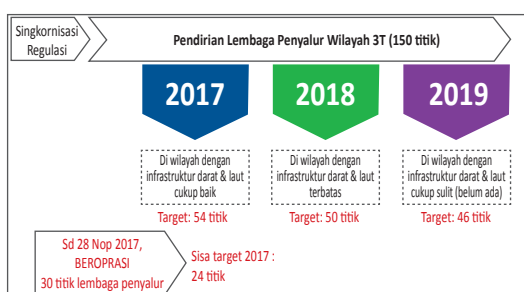 Singkornisasi
Regulasi
Pendirian Lembaga Penyalur Wilayah 3T (150 titik)
2017
2018
2019
Di wilayah dengan
infrastruktur darat & laut
cukup baik
Di wilayah dengan
infrastruktur darat & laut
terbatas
Di wilayah dengan
infrastruktur darat & laut
cukup sulit (belum ada)
Target: 54 titik
Target: 50 titik
Target: 46 titik
Sd 28 Nop 2017,
BEROPRASI
30 titik lembaga penyalur
Sisa target 2017 :
24 titik